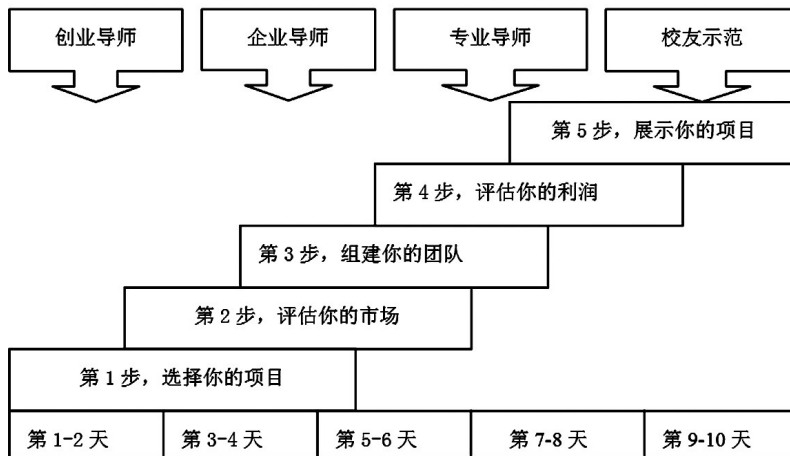 创业导师
企业导师
专业导师
校友示范
第 5 步，展示你的项目
第 4 步，评估你的利润
第 3 步，组建你的团队
第 2 步，评估你的市场
第 1 步，选择你的项目
第 1-2 天
第 3-4 天
第 5-6 天
第 7-8 天
第 9-10 天